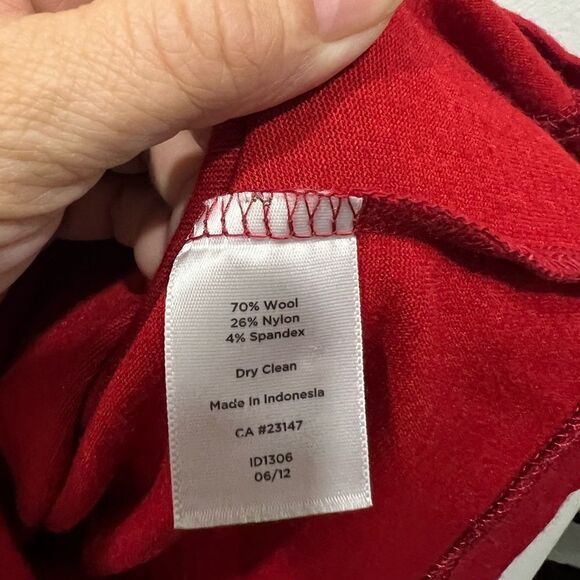 70% Wool
26% Nylon
4% Spandex
Dry Clean
Made In Indonesia
CA #23147
ID1306
06/12